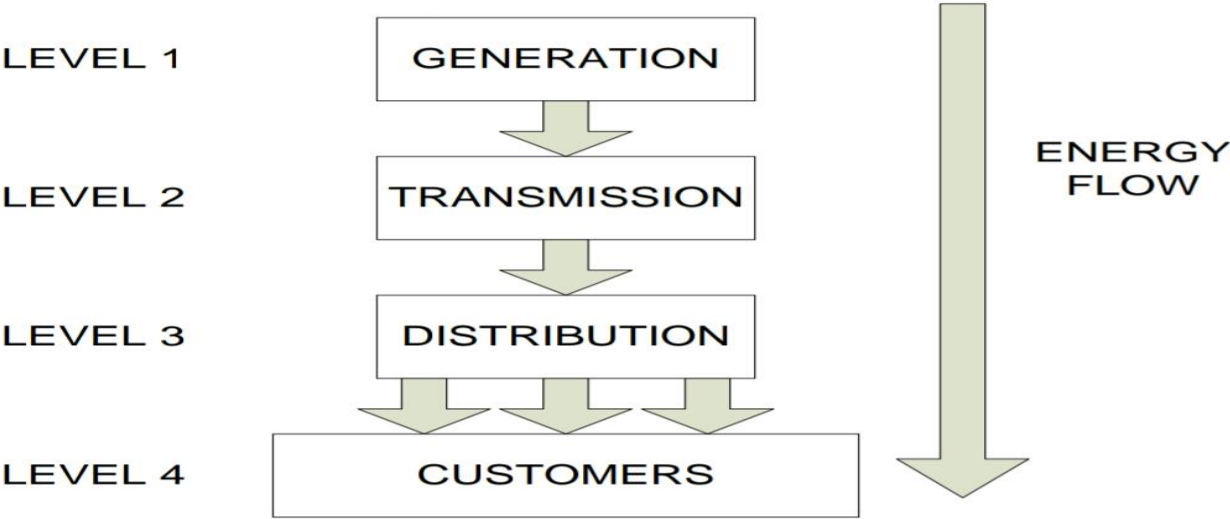 LEVEL 1
GENERATION
ENERGY
FLOW
LEVEL 2
TRANSMISSION
LEVEL 3
DISTRIBUTION
LEVEL 4
CUSTOMERS